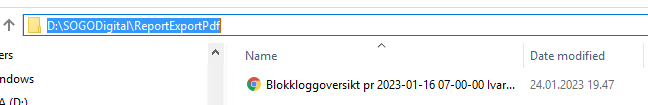 D:\SOGODigital\ReportExportPdf
ers
Name
Date modified
indows
Blokkloggoversikt pr 2023-01-16 07-00-00 Ivar...
24.01.2023 19.47
A (D:)